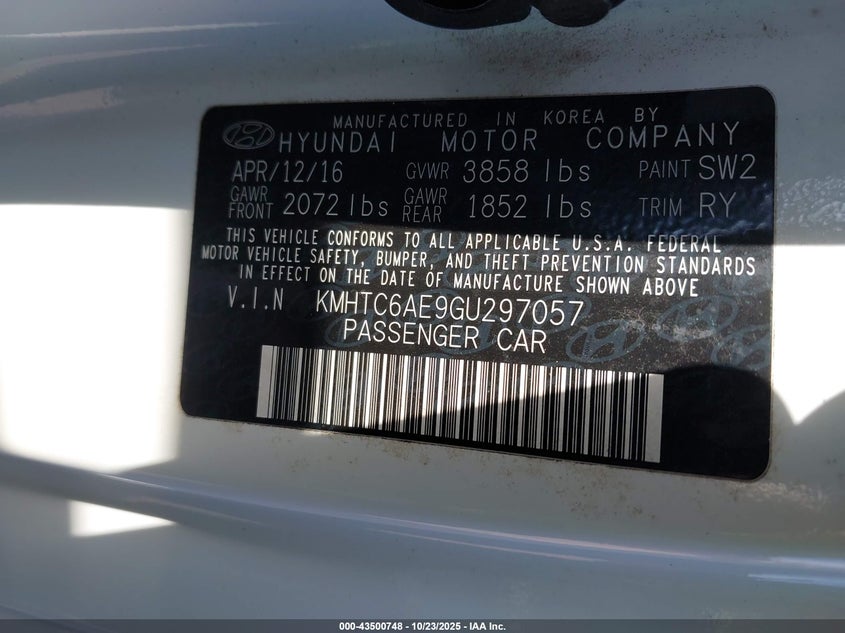 MANUFACTURED IN KOREA BY
HYUNDAI MOTOR COMPANY
APR/12/16 GVWR 3858 lbs PAINT SW2
GAWR FRONT 2072 lbs GAWR REAR 1852 lbs TRIM RY
THIS VEHICLE CONFORMS TO ALL APPLICABLE U.S.A. FEDERAL
MOTOR VEHICLE SAFETY, BUMPER, AND THEFT PREVENTION STANDARDS
IN EFFECT ON THE DATE OF MANUFACTURE SHOWN ABOVE
V.I.N KMHTC6AE9GU297057
PASSENGER CAR
000-43500748 - 10/23/2025 - IAA Inc.